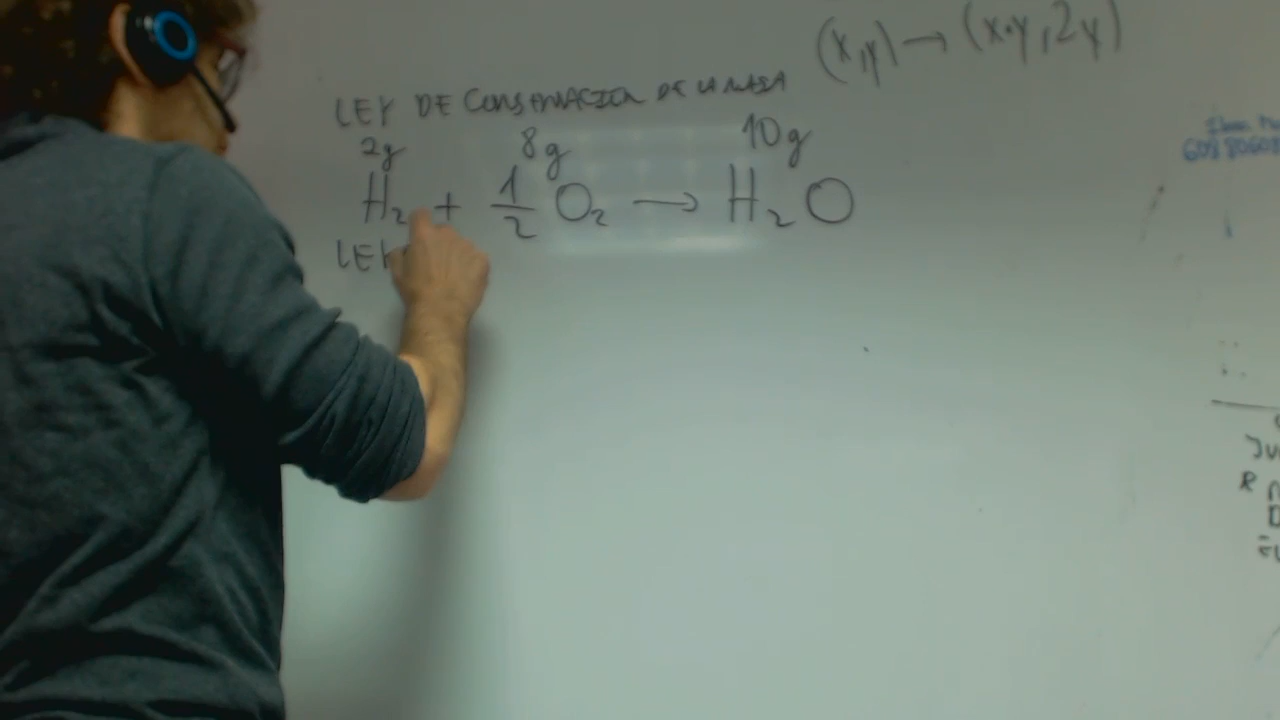 (x,y) → (x·y, 2y)
LEY DE CONSERVACION DE LA MASA
2g 8g 10g
H₂ + 1/2 O₂ → H₂O
LEY